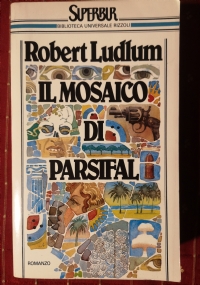 SUPERBUR
BIBLIOTECA UNIVERSALE RIZZOLI
Robert Ludlum
IL MOSAICO
DI
PARSIFAL
ROMANZO